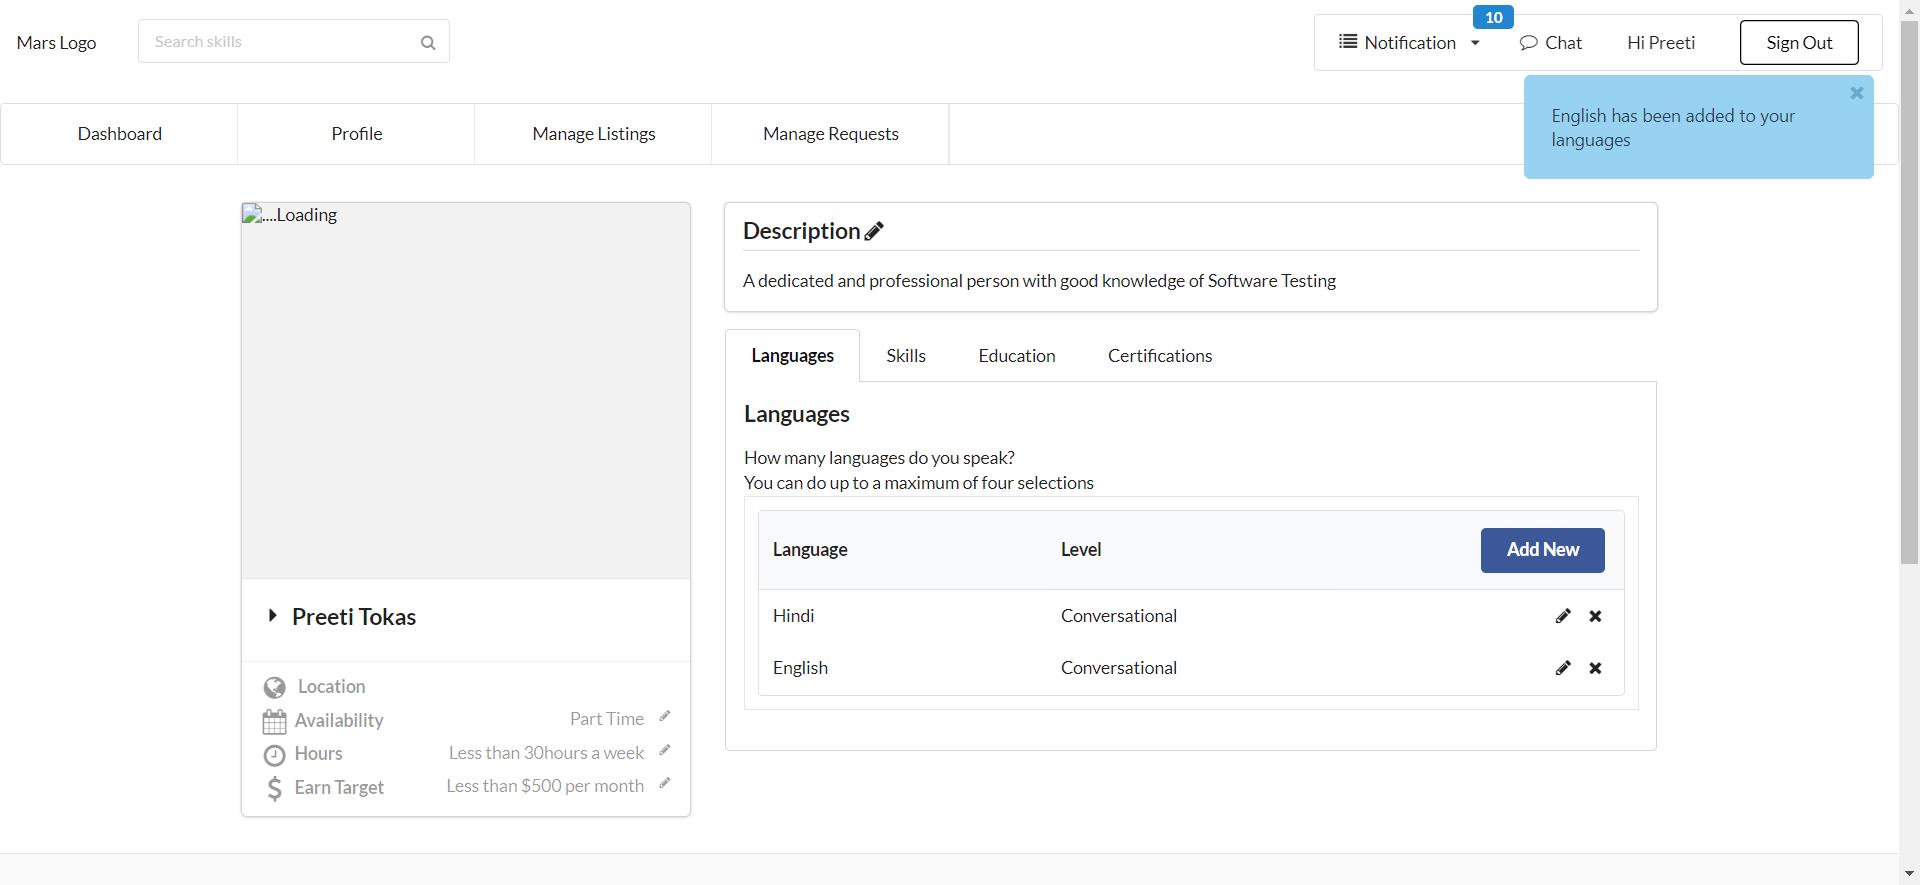 Mars Logo
Search skills
10
Notification
Chat
Hi Preeti
Sign Out
English has been added to your
languages
Dashboard
Profile
Manage Listings
Manage Requests
....Loading
Preeti Tokas
Location
Availability
Part Time
Hours
Less than 30hours a week
Earn Target
Less than $500 per month
Description
A dedicated and professional person with good knowledge of Software Testing
Languages
Skills
Education
Certifications
Languages
How many languages do you speak?
You can do up to a maximum of four selections
Language
Level
Add New
Hindi
Conversational
English
Conversational